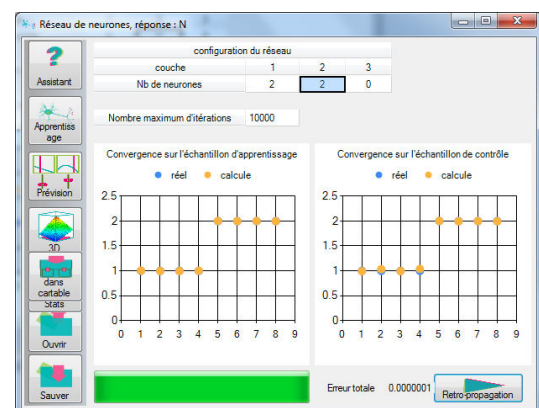 Réseau de neurones, réponse : N
Assistant
Apprentiss
age
Prévision
3D
dans
cartable
Stats
Ouvrir
Sauver
configuration du réseau
couche 1 2 3
Nb de neurones 2 2 0
Nombre maximum d'itérations 10000
Convergence sur l'échantillon d'apprentissage
réel calcule
2.5
2
1.5
1
0.5
0
0 1 2 3 4 5 6 7 8 9
Convergence sur l'échantillon de contrôle
réel calcule
2.5
2
1.5
1
0.5
0
0 1 2 3 4 5 6 7 8 9
Erreur totale 0.0000001
Retro-propagation